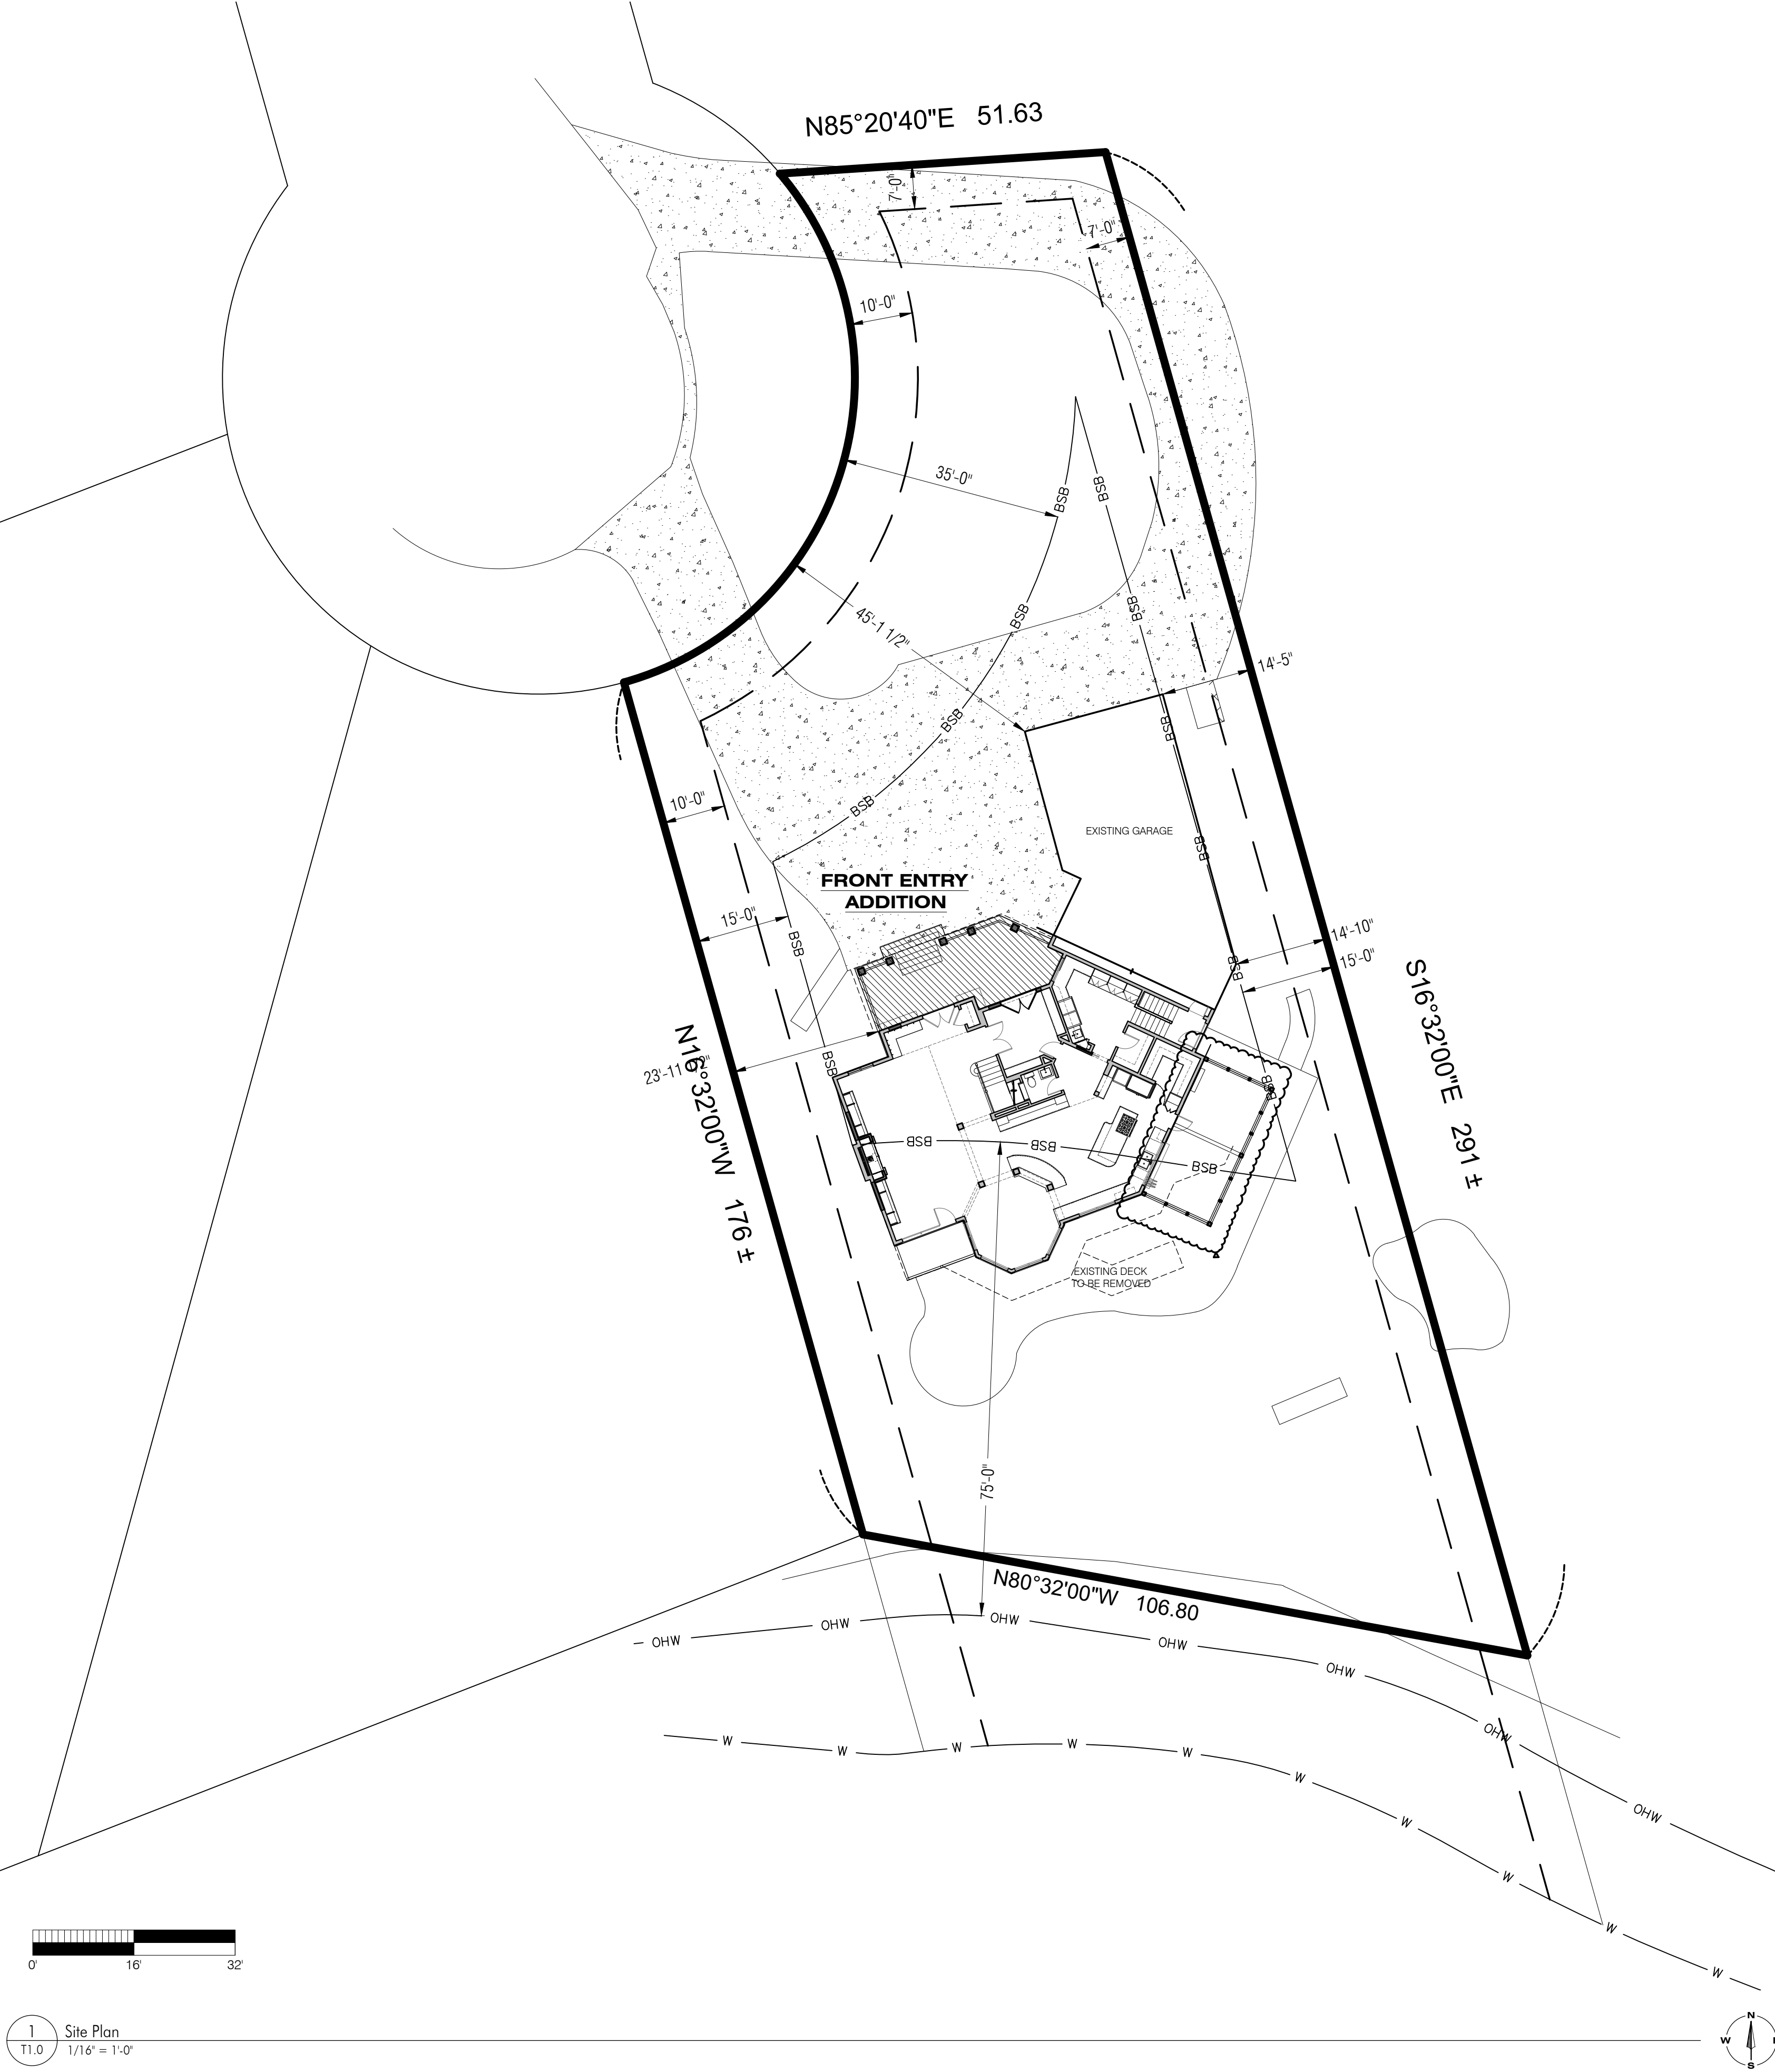 N85°20'40"E 51.63
7'-0"
7'-0"
10'-0"
35'-0"
BSB
BSB
BSB
BSB
45'-1 1/2"
14'-5"
BSB
BSB
BSB
10'-0"
EXISTING GARAGE
BSB
FRONT ENTRY
ADDITION
15'-0"
BSB
14'-10"
15'-0"
BSB
S16°32'00"E 291 ±
N16°32'00"W 176 ±
BSB
BSB
BSB
BSB
BSB
EXISTING DECK
TO BE REMOVED
75'-0"
N80°32'00"W 106.80
OHW
OHW
OHW
OHW
OHW
OHW
OHW
W
W
W
W
W
W
W
W
W
W
0'
16'
32'
1
T1.0
Site Plan
1/16" = 1'-0"
N
W
S